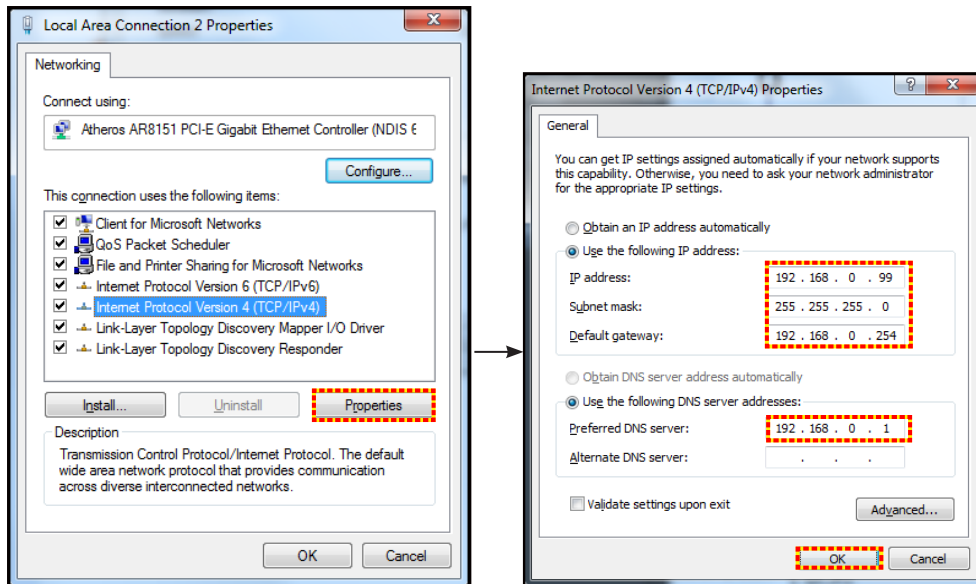 Local Area Connection 2 Properties
Networking
Connect using:
Atheros AR8151 PCI-E Gigabit Ethernet Controller (NDIS 6
Configure...
This connection uses the following items:
Client for Microsoft Networks
QoS Packet Scheduler
File and Printer Sharing for Microsoft Networks
Internet Protocol Version 6 (TCP/IPv6)
Internet Protocol Version 4 (TCP/IPv4)
Link-Layer Topology Discovery Mapper I/O Driver
Link-Layer Topology Discovery Responder
Install...
Uninstall
Properties
Description
Transmission Control Protocol/Internet Protocol. The default
wide area network protocol that provides communication
across diverse interconnected networks.
OK
Cancel
Internet Protocol Version 4 (TCP/IPv4) Properties
General
You can get IP settings assigned automatically if your network supports
this capability. Otherwise, you need to ask your network administrator
for the appropriate IP settings.
Obtain an IP address automatically
Use the following IP address:
IP address: 192 . 168 . 0 . 99
Subnet mask: 255 . 255 . 255 . 0
Default gateway: 192 . 168 . 0 . 254
Obtain DNS server address automatically
Use the following DNS server addresses:
Preferred DNS server: 192 . 168 . 0 . 1
Alternate DNS server: . . .
Validate settings upon exit
Advanced...
OK
Cancel